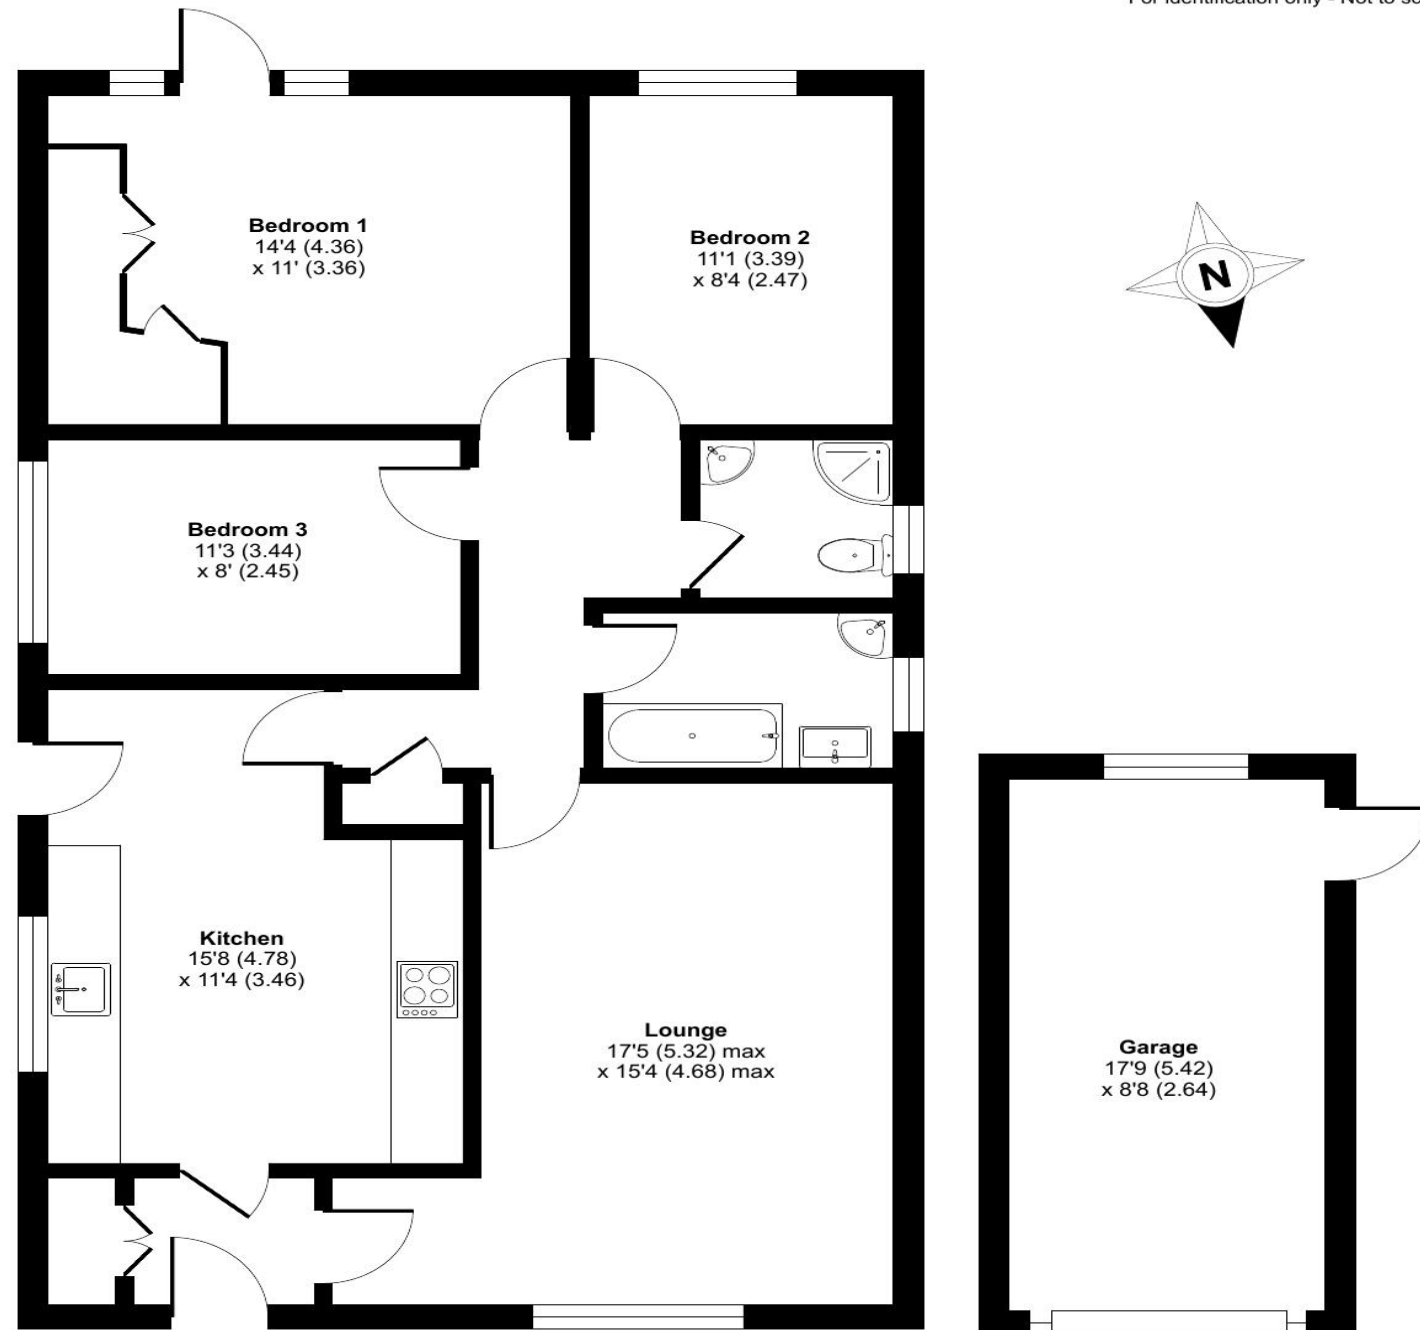 For identification only - Not to sc
Bedroom 1
14'4 (4.36)
x 11' (3.36)
Bedroom 2
11'1 (3.39)
x 8'4 (2.47)
N
Bedroom 3
11'3 (3.44)
x 8' (2.45)
Kitchen
15'8 (4.78)
x 11'4 (3.46)
Lounge
17'5 (5.32) max
x 15'4 (4.68) max
Garage
17'9 (5.42)
x 8'8 (2.64)